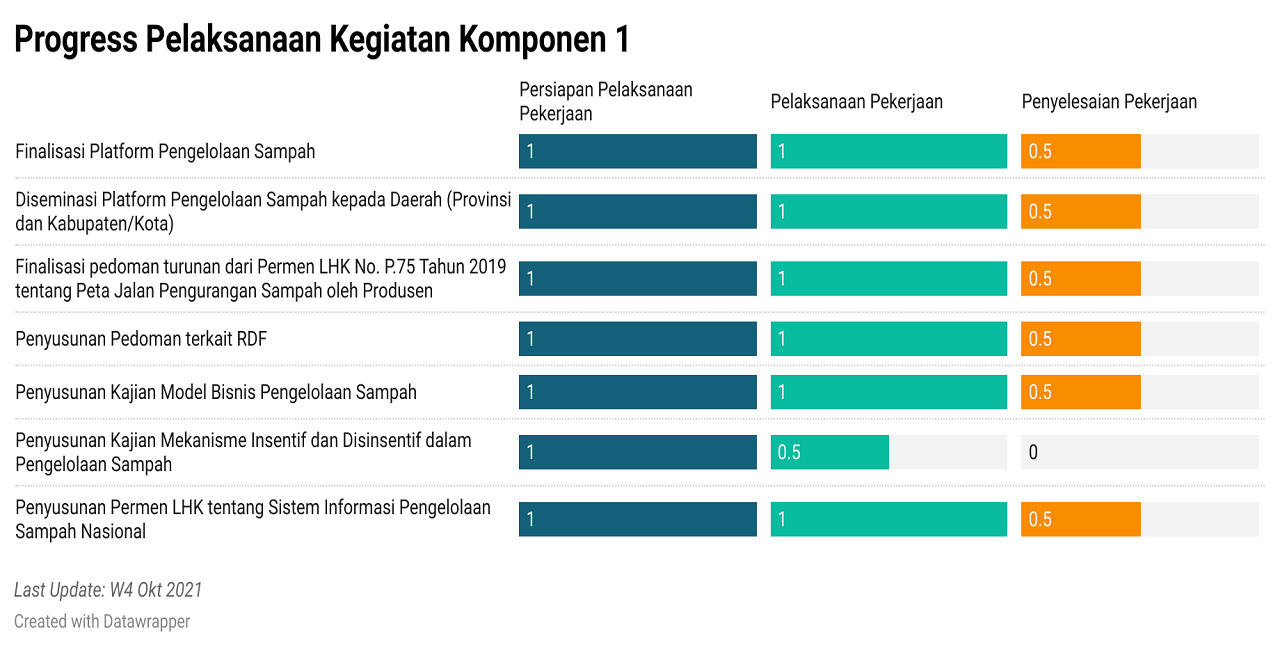 Progress Pelaksanaan Kegiatan Komponen 1
Persiapan Pelaksanaan
Pekerjaan
Pelaksanaan Pekerjaan
Penyelesaian Pekerjaan
Finalisasi Platform Pengelolaan Sampah
1
1
0.5
Diseminasi Platform Pengelolaan Sampah kepada Daerah (Provinsi
dan Kabupaten/Kota)
1
1
0.5
Finalisasi pedoman turunan dari Permen LHK No. P.75 Tahun 2019
tentang Peta Jalan Pengurangan Sampah oleh Produsen
1
1
0.5
Penyusunan Pedoman terkait RDF
1
1
0.5
Penyusunan Kajian Model Bisnis Pengelolaan Sampah
1
1
0.5
Penyusunan Kajian Mekanisme Insentif dan Disinsentif dalam
Pengelolaan Sampah
1
0.5
0
Penyusunan Permen LHK tentang Sistem Informasi Pengelolaan
Sampah Nasional
1
1
0.5
Last Update: W4 Okt 2021
Created with Datawrapper